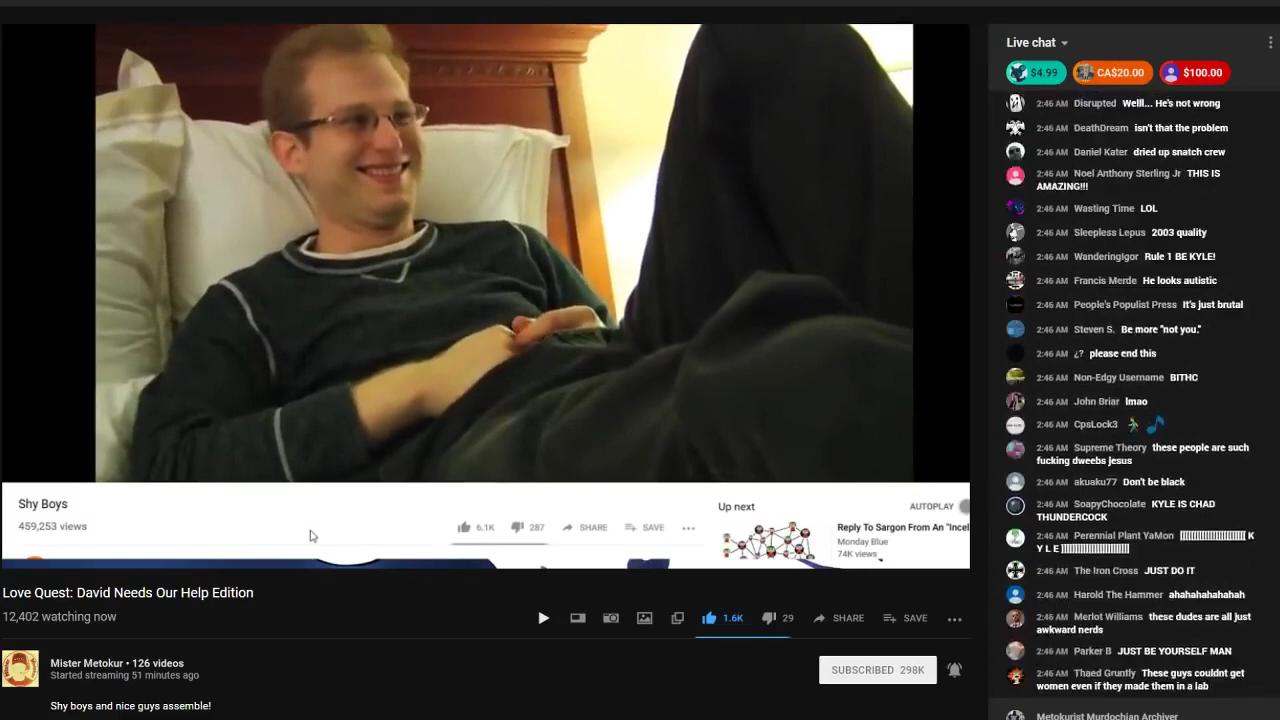 Live chat
$4.99 CA$20.00 $100.00
2:46 AM Disrupted Welll... He's not wrong
2:46 AM DeathDream isn't that the problem
2:46 AM Daniel Kater dried up snatch crew
2:46 AM Noel Anthony Sterling Jr THIS IS
AMAZING!!!
2:46 AM Wasting Time LOL
2:46 AM Sleepless Lepus 2003 quality
2:46 AM WanderingIgor Rule 1 BE KYLE!
2:46 AM Francis Merde He looks autistic
2:46 AM People's Populist Press It's just brutal
2:46 AM Steven S. Be more "not you."
2:46 AM ¿? please end this
2:46 AM Non-Edgy Username BITHC
2:46 AM John Briar lmao
2:46 AM CpsLock3
2:46 AM Supreme Theory these people are such
fucking dweebs jesus
2:46 AM akuaku77 Don't be black
2:46 AM SoapyChocolate KYLE IS CHAD
THUNDERCOCK
2:46 AM Perennial Plant YaMon K
Y L E
2:46 AM The Iron Cross JUST DO IT
2:46 AM Harold The Hammer ahahahahahahah
2:46 AM Merlot Williams these dudes are all just
awkward nerds
2:46 AM Parker B JUST BE YOURSELF MAN
2:46 AM Thaed Gruntly These guys couldnt get
women even if they made them in a lab
Metokurist Murdochian Archiver
Shy Boys
459,253 views
6.1K 287 SHARE SAVE
Up next AUTOPLAY
Reply To Sargon From An "Incel
Monday Blue
74K views
Love Quest: David Needs Our Help Edition
12,402 watching now
1.6K 29 SHARE SAVE
Mister Metokur • 126 videos
Started streaming 51 minutes ago
SUBSCRIBED 298K
Shy boys and nice guys assemble!